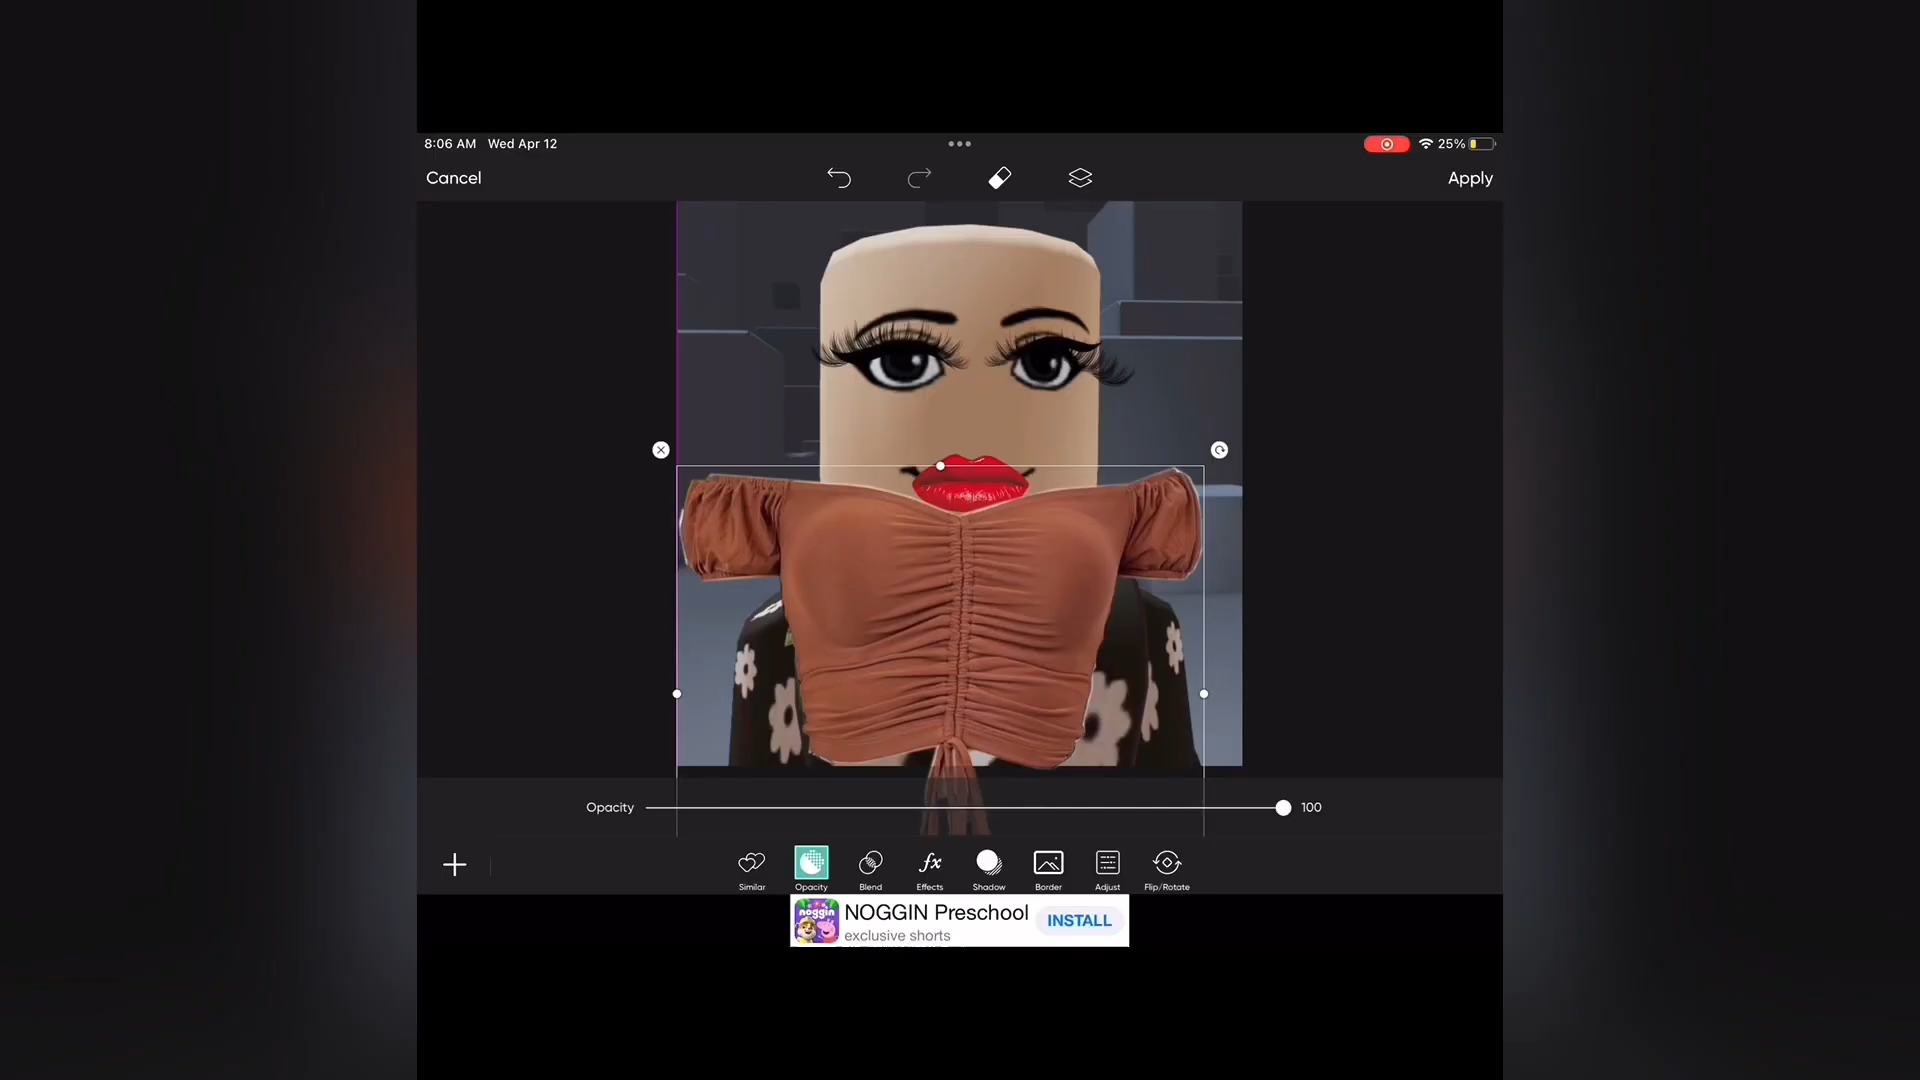 8:06 AM Wed Apr 12
25%
Cancel
Apply
Opacity
100
Similar
Opacity
Blend
fx
Effects
Shadow
Border
Adjust
Flip/Rotate
noggin
NOGGIN Preschool
exclusive shorts
INSTALL